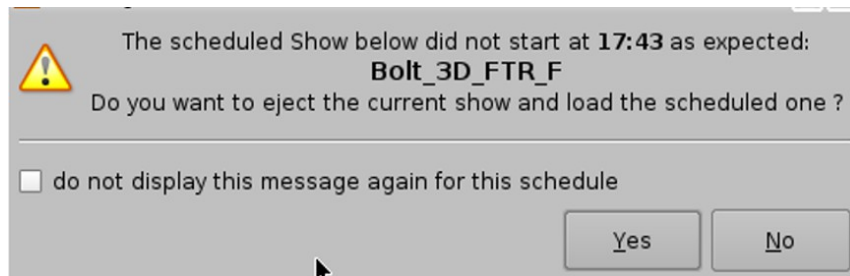 The scheduled Show below did not start at 17:43 as expected:
Bolt_3D_FTR_F
Do you want to eject the current show and load the scheduled one ?
do not display this message again for this schedule
Yes
No